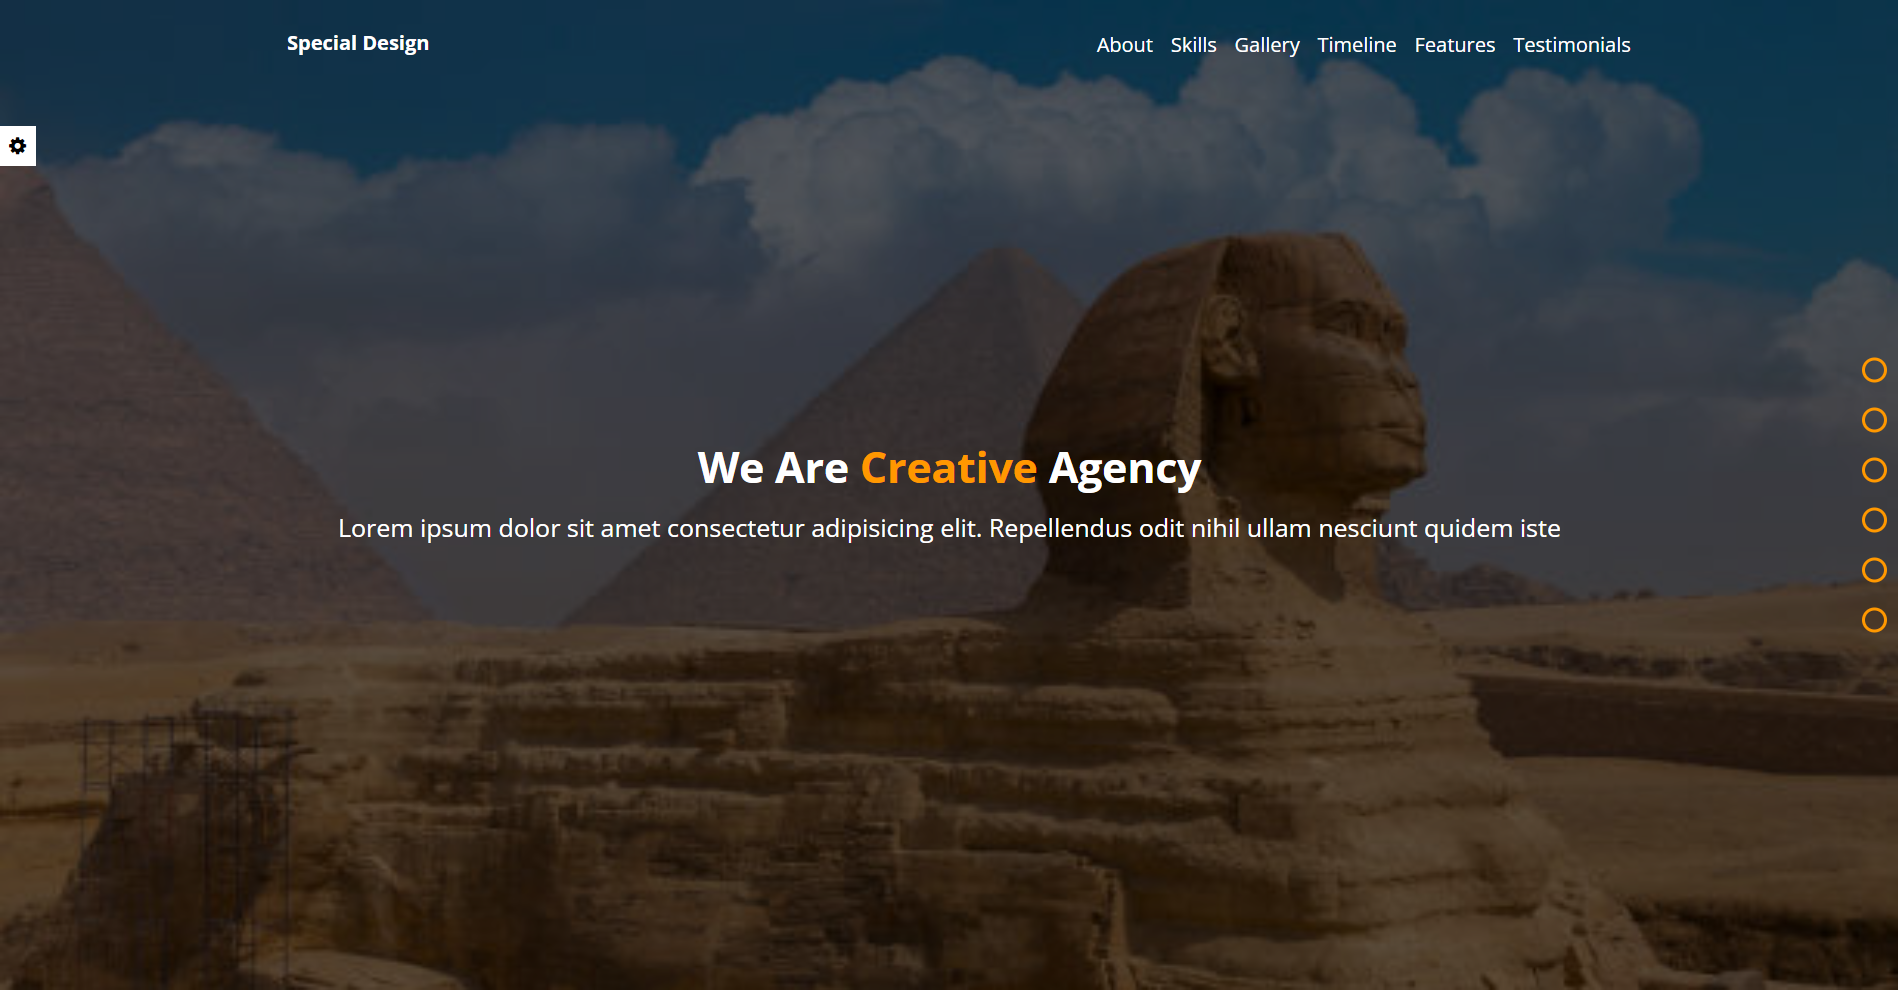 Special Design
About Skills Gallery Timeline Features Testimonials
We Are Creative Agency
Lorem ipsum dolor sit amet consectetur adipisicing elit. Repellendus odit nihil ullam nesciunt quidem iste